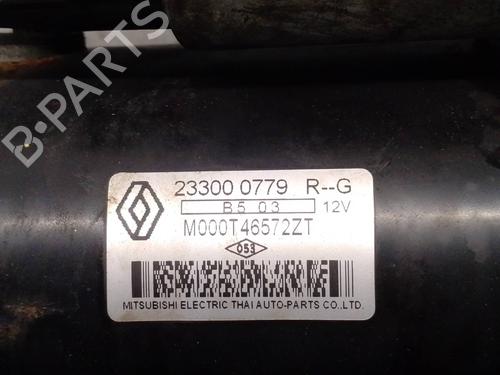 B-PARTS
23300 0779 R--G
B5 03 12V
M000T46572ZT
053
MITSUBISHI ELECTRIC THAI AUTO-PARTS CO.,LTD.